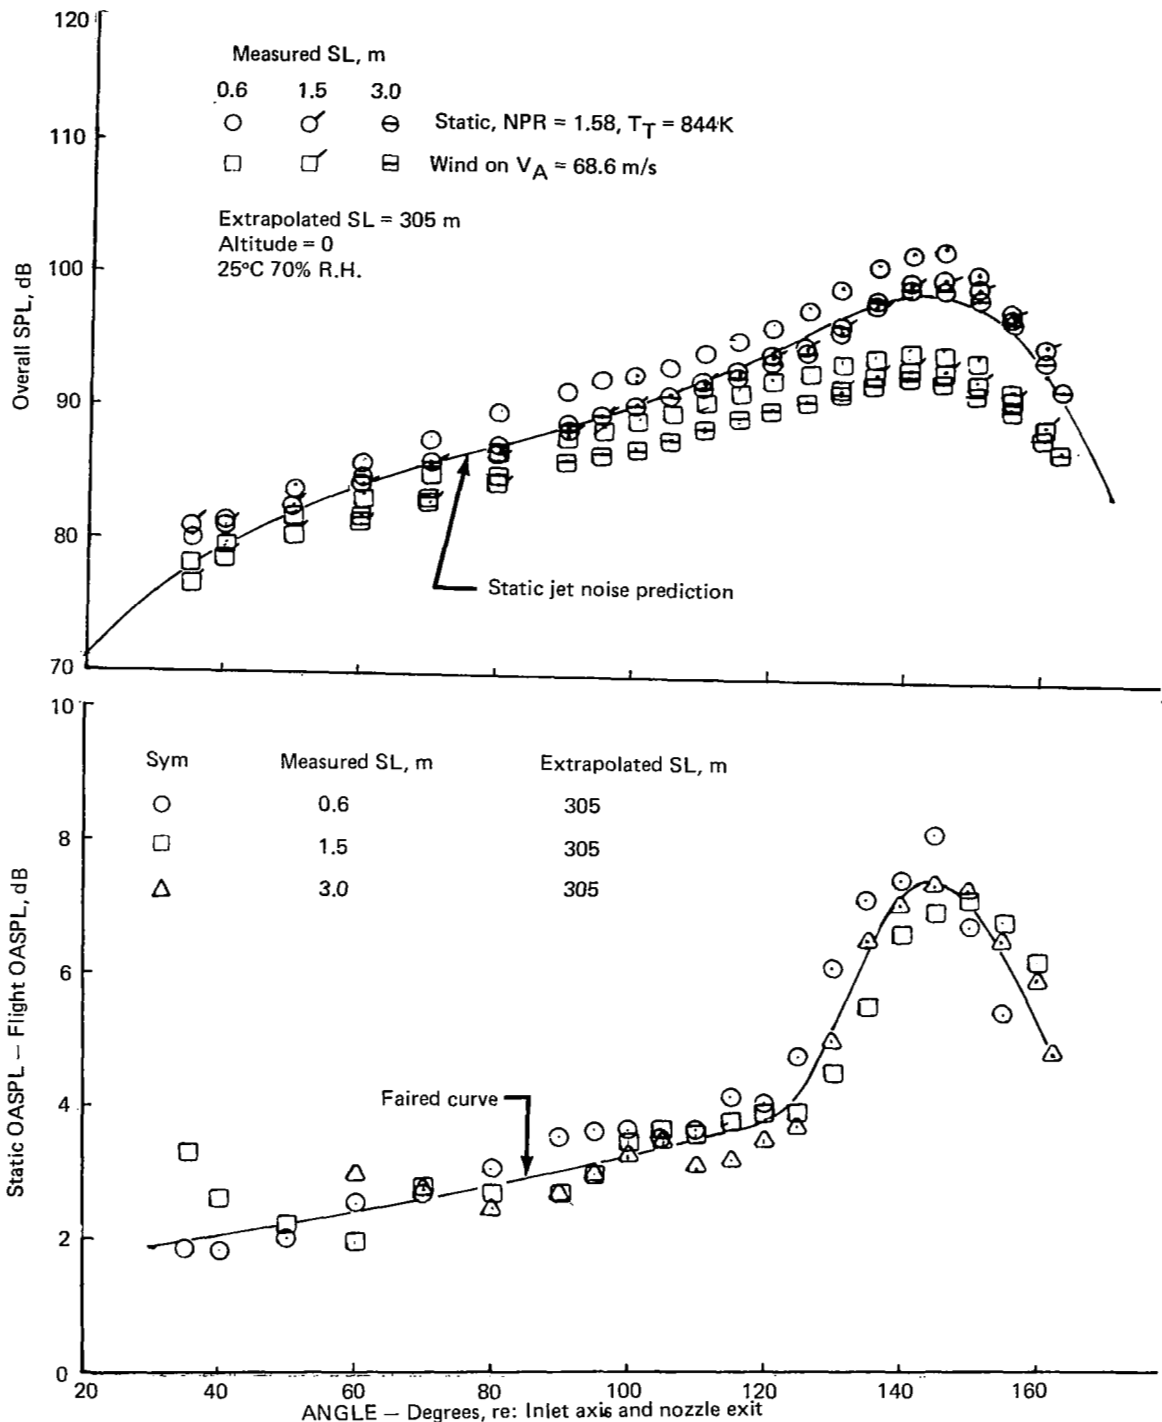 120
110
100
90
80
70
Overall SPL, dB
Measured SL, m
0.6 1.5 3.0
Static, NPR = 1.58, TT = 844K
Wind on VA = 68.6 m/s
Extrapolated SL = 305 m
Altitude = 0
25°C 70% R.H.
Static jet noise prediction
10
8
6
4
2
0
Static OASPL – Flight OASPL, dB
Sym Measured SL, m Extrapolated SL, m
0.6 305
1.5 305
3.0 305
Faired curve
20 40 60 80 100 120 140 160
ANGLE – Degrees, re: Inlet axis and nozzle exit